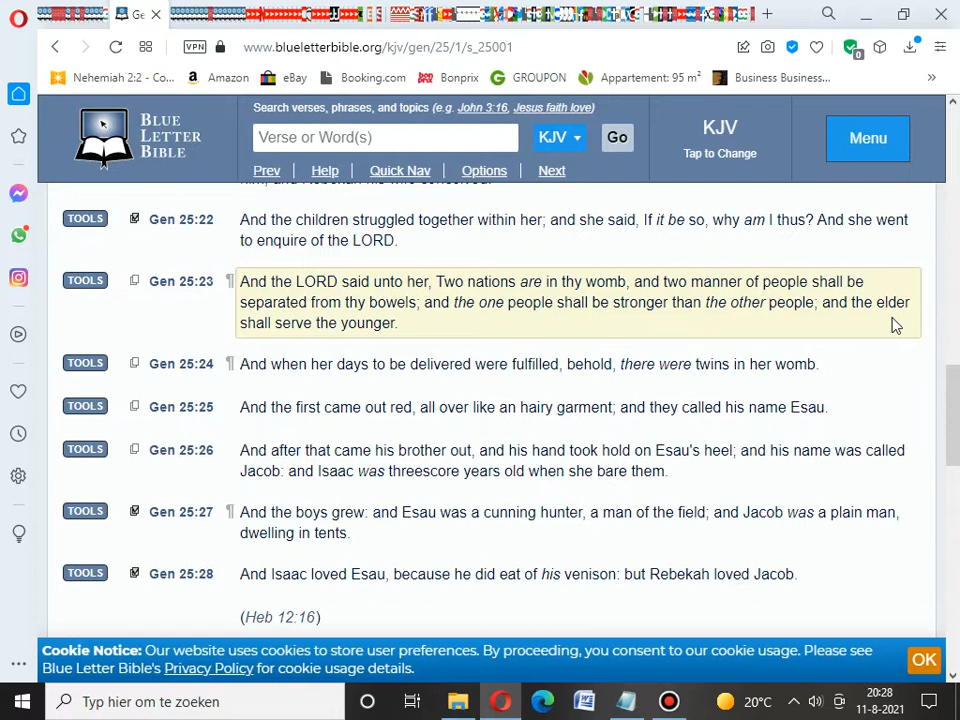 Ge
www.blueletterbible.org/kjv/gen/25/1/s_25001
VPN
0
Nehemiah 2:2 - Co...
Amazon
eBay
Booking.com
bon prix
Bonprix
GROUPON
Appartement: 95 m²
Business Business...
»
BLUE
LETTER
BIBLE
Search verses, phrases, and topics (e.g. John 3:16, Jesus faith love)
Verse or Word(s)
KJV
Go
Prev
Help
Quick Nav
Options
Next
KJV
Tap to Change
Menu
TOOLS Gen 25:22 And the children struggled together within her; and she said, If it be so, why am I thus? And she went
to enquire of the LORD.
TOOLS Gen 25:23 ¶ And the LORD said unto her, Two nations are in thy womb, and two manner of people shall be
separated from thy bowels; and the one people shall be stronger than the other people; and the elder
shall serve the younger.
TOOLS Gen 25:24 ¶ And when her days to be delivered were fulfilled, behold, there were twins in her womb.
TOOLS Gen 25:25 And the first came out red, all over like an hairy garment; and they called his name Esau.
TOOLS Gen 25:26 And after that came his brother out, and his hand took hold on Esau's heel; and his name was called
Jacob: and Isaac was threescore years old when she bare them.
TOOLS Gen 25:27 ¶ And the boys grew: and Esau was a cunning hunter, a man of the field; and Jacob was a plain man,
dwelling in tents.
TOOLS Gen 25:28 And Isaac loved Esau, because he did eat of his venison: but Rebekah loved Jacob.
(Heb 12:16)
Cookie Notice: Our website uses cookies to store user preferences. By proceeding, you consent to our cookie usage. Please see
Blue Letter Bible's Privacy Policy for cookie usage details.
OK
Typ hier om te zoeken
20°C
20:28
11-8-2021